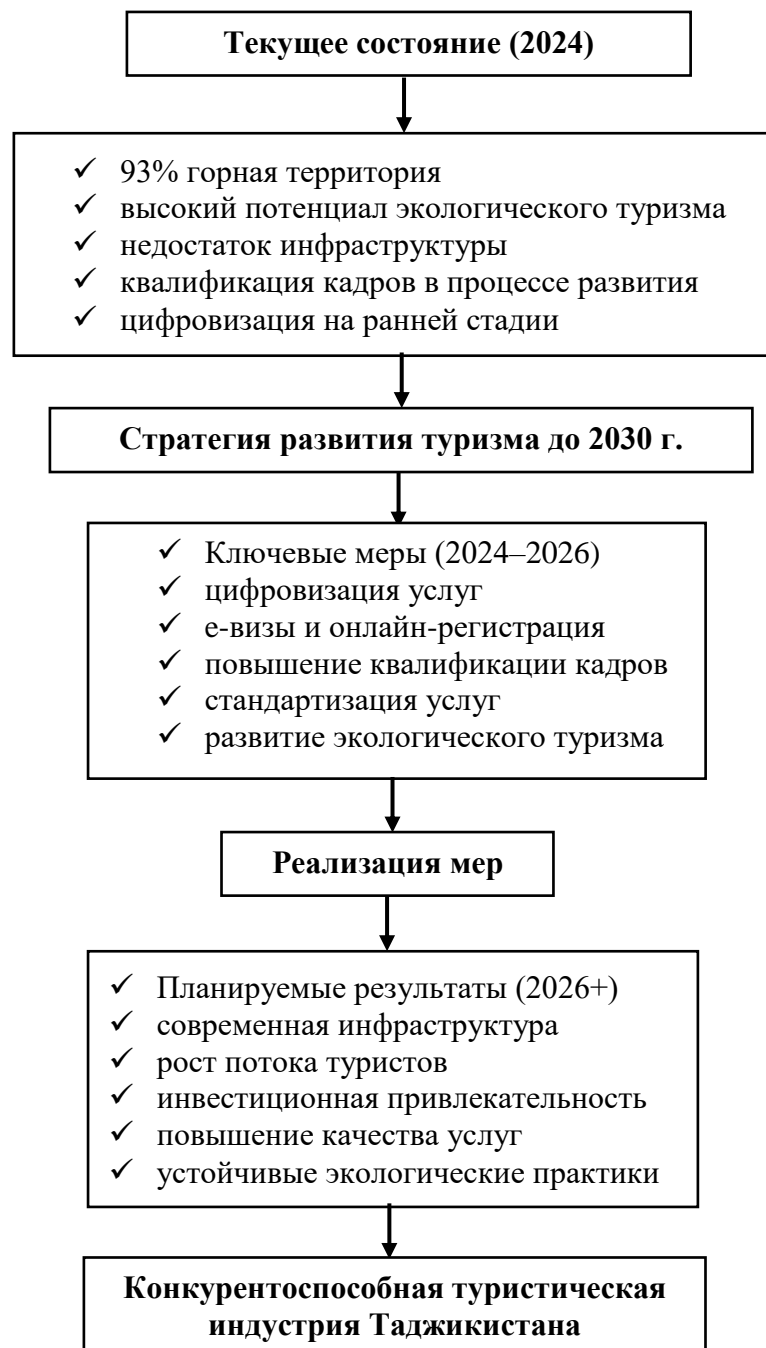 Текущее состояние (2024)
✓ 93% горная территория
✓ высокий потенциал экологического туризма
✓ недостаток инфраструктуры
✓ квалификация кадров в процессе развития
✓ цифровизация на ранней стадии
Стратегия развития туризма до 2030 г.
✓ Ключевые меры (2024–2026)
✓ цифровизация услуг
✓ е-визы и онлайн-регистрация
✓ повышение квалификации кадров
✓ стандартизация услуг
✓ развитие экологического туризма
Реализация мер
✓ Планируемые результаты (2026+)
✓ современная инфраструктура
✓ рост потока туристов
✓ инвестиционная привлекательность
✓ повышение качества услуг
✓ устойчивые экологические практики
Конкурентоспособная туристическая
индустрия Таджикистана